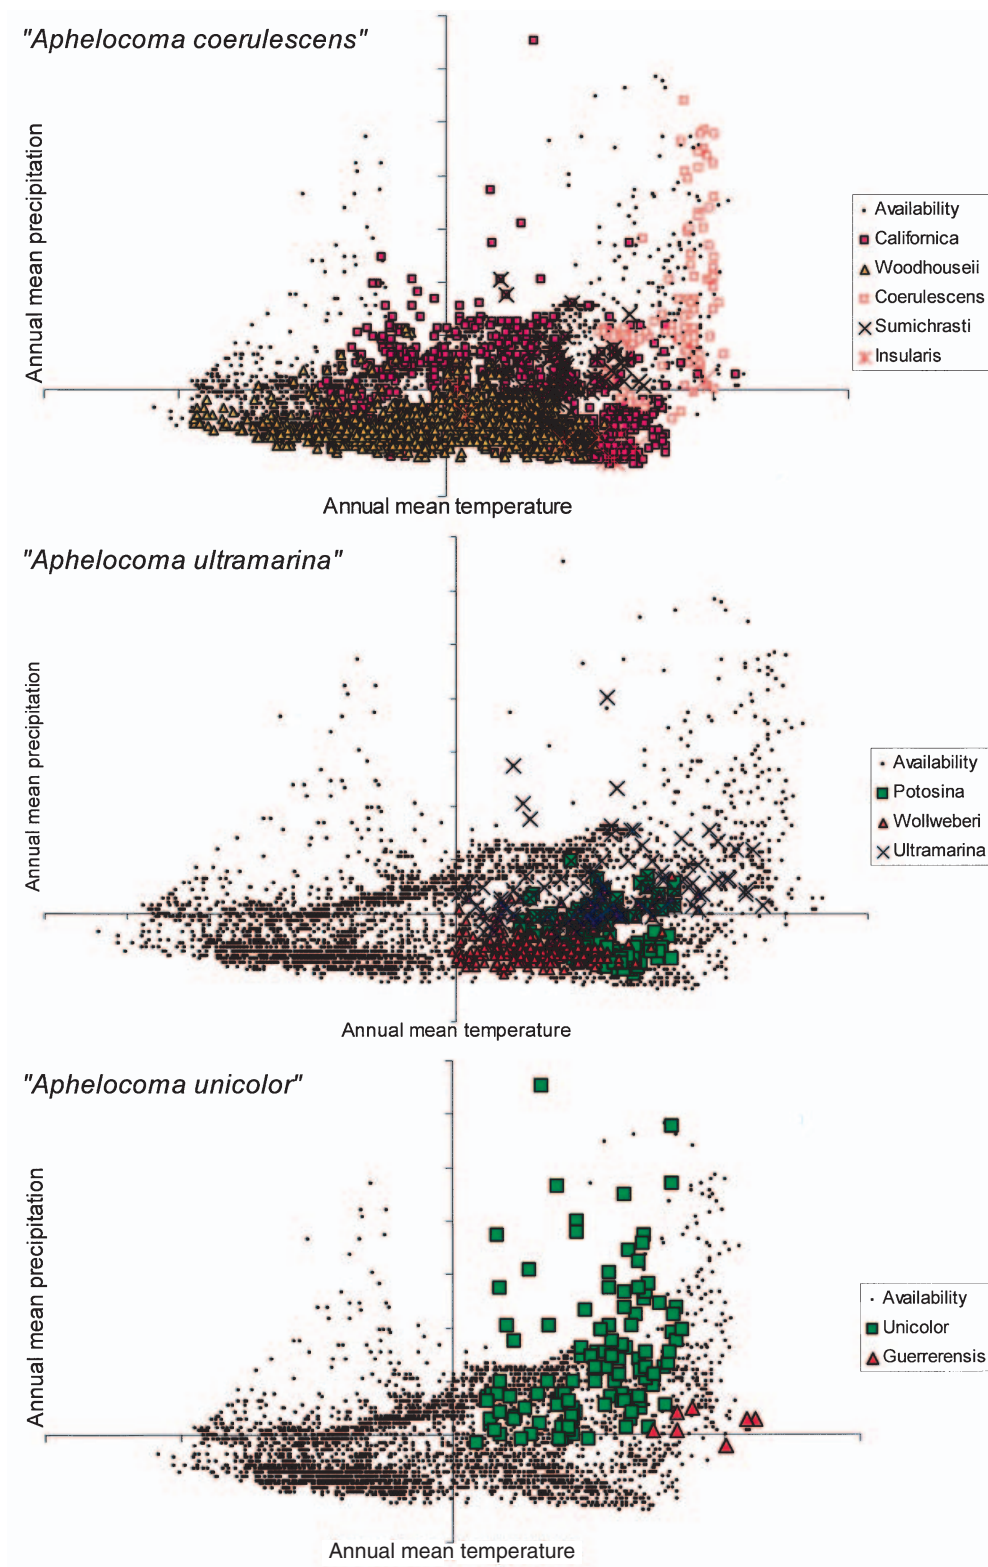 "Aphelocoma coerulescens"
Annual mean precipitation
Availability
Californica
Woodhouseii
Coerulescens
Sumichrasti
Insularis
Annual mean temperature
"Aphelocoma ultramarina"
Annual mean precipitation
Availability
Potosina
Wollweberi
Ultramarina
Annual mean temperature
"Aphelocoma unicolor"
Annual mean precipitation
Availability
Unicolor
Guerrerensis
Annual mean temperature